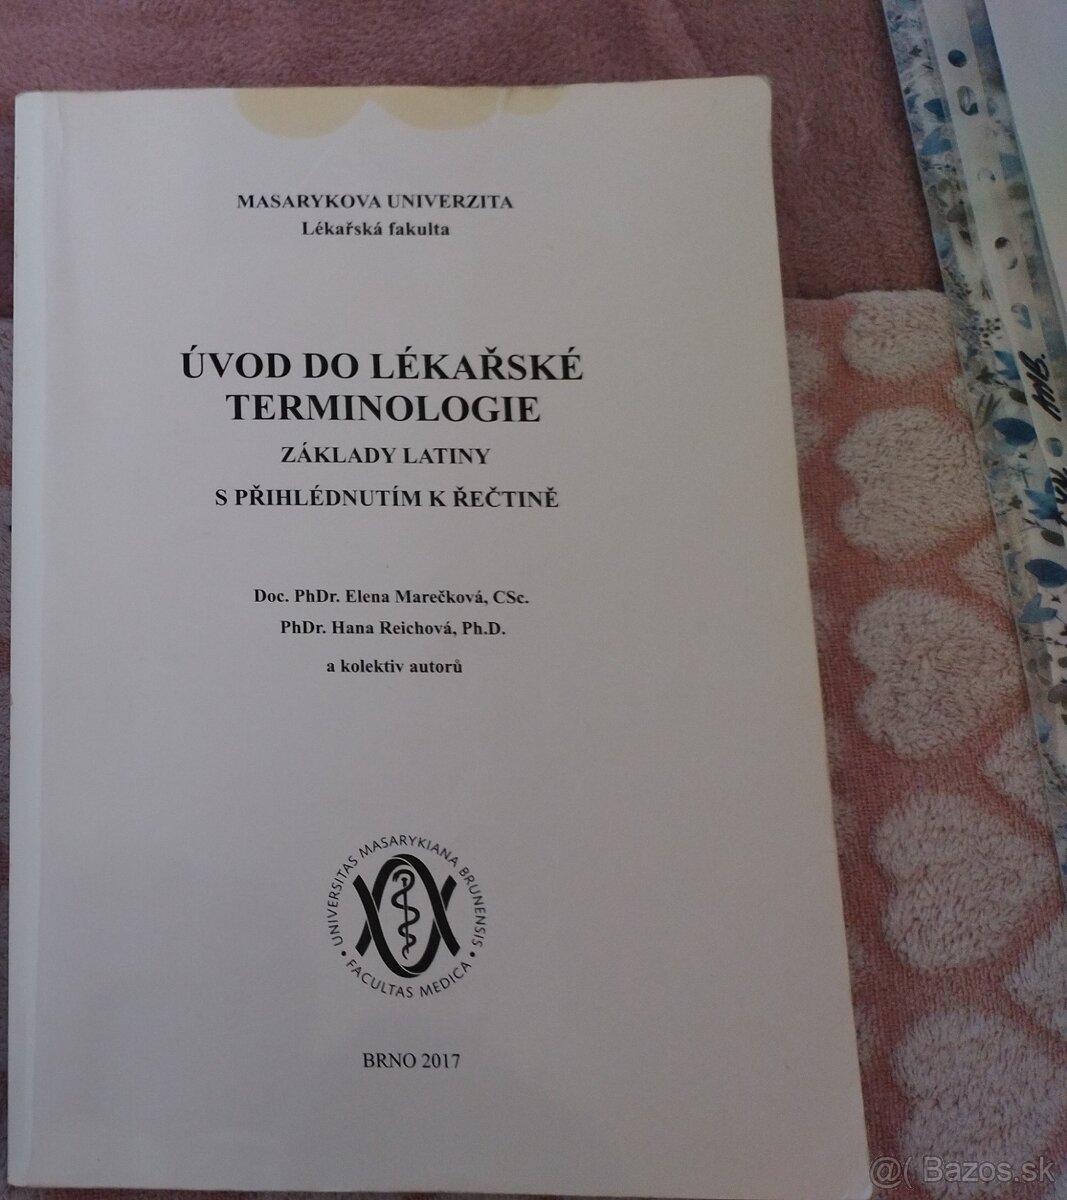 MASARYKOVA UNIVERZITA
Lékařská fakulta
ÚVOD DO LÉKAŘSKÉ
TERMINOLOGIE
ZÁKLADY LATINY
S PŘIHLÉDNUTÍM K ŘEČTINĚ
Doc. PhDr. Elena Marečková, CSc.
PhDr. Hana Reichová, Ph.D.
a kolektiv autorů
UNIVERSITAS MASARYKIANA BRUNENSIS
• FACULTAS MEDICA •
BRNO 2017
@( Bazos.sk